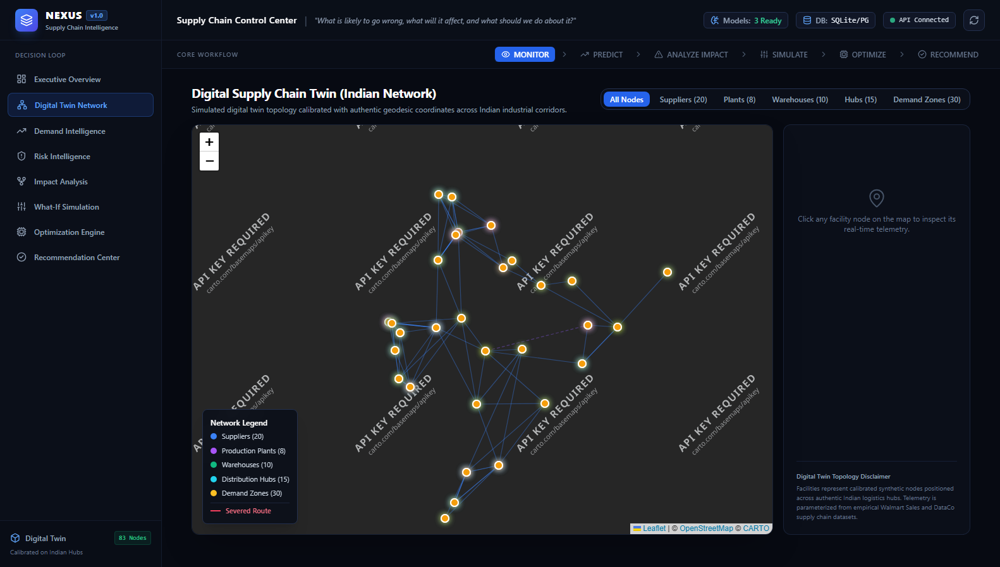 NEXUS v1.0
Supply Chain Intelligence
Supply Chain Control Center | "What is likely to go wrong, what will it affect, and what should we do about it?"
Models: 3 Ready
DB: SQLite/PG
API Connected
DECISION LOOP
Executive Overview
Digital Twin Network
Demand Intelligence
Risk Intelligence
Impact Analysis
What-If Simulation
Optimization Engine
Recommendation Center
Digital Twin 83 Nodes
Calibrated on Indian Hubs
CORE WORKFLOW
MONITOR > PREDICT > ANALYZE IMPACT > SIMULATE > OPTIMIZE > RECOMMEND
Digital Supply Chain Twin (Indian Network)
Simulated digital twin topology calibrated with authentic geodesic coordinates across Indian industrial corridors.
All Nodes Suppliers (20) Plants (8) Warehouses (10) Hubs (15) Demand Zones (30)
+
−
API KEY REQUIRED
carto.com/basemaps/apikey
API KEY REQUIRED
carto.com/basemaps/apikey
API KEY REQUIRED
carto.com/basemaps/apikey
API KEY REQUIRED
carto.com/basemaps/apikey
API KEY REQUIRED
carto.com/basemaps/apikey
API KEY REQUIRED
carto.com/basemaps/apikey
API KEY REQUIRED
carto.com/basemaps/apikey
Network Legend
Suppliers (20)
Production Plants (8)
Warehouses (10)
Distribution Hubs (15)
Demand Zones (30)
Severed Route
Leaflet | © OpenStreetMap © CARTO
Click any facility node on the map to inspect its
real-time telemetry.
Digital Twin Topology Disclaimer
Facilities represent calibrated synthetic nodes positioned
across authentic Indian logistics hubs. Telemetry is
parameterized from empirical Walmart Sales and DataCo
supply chain datasets.